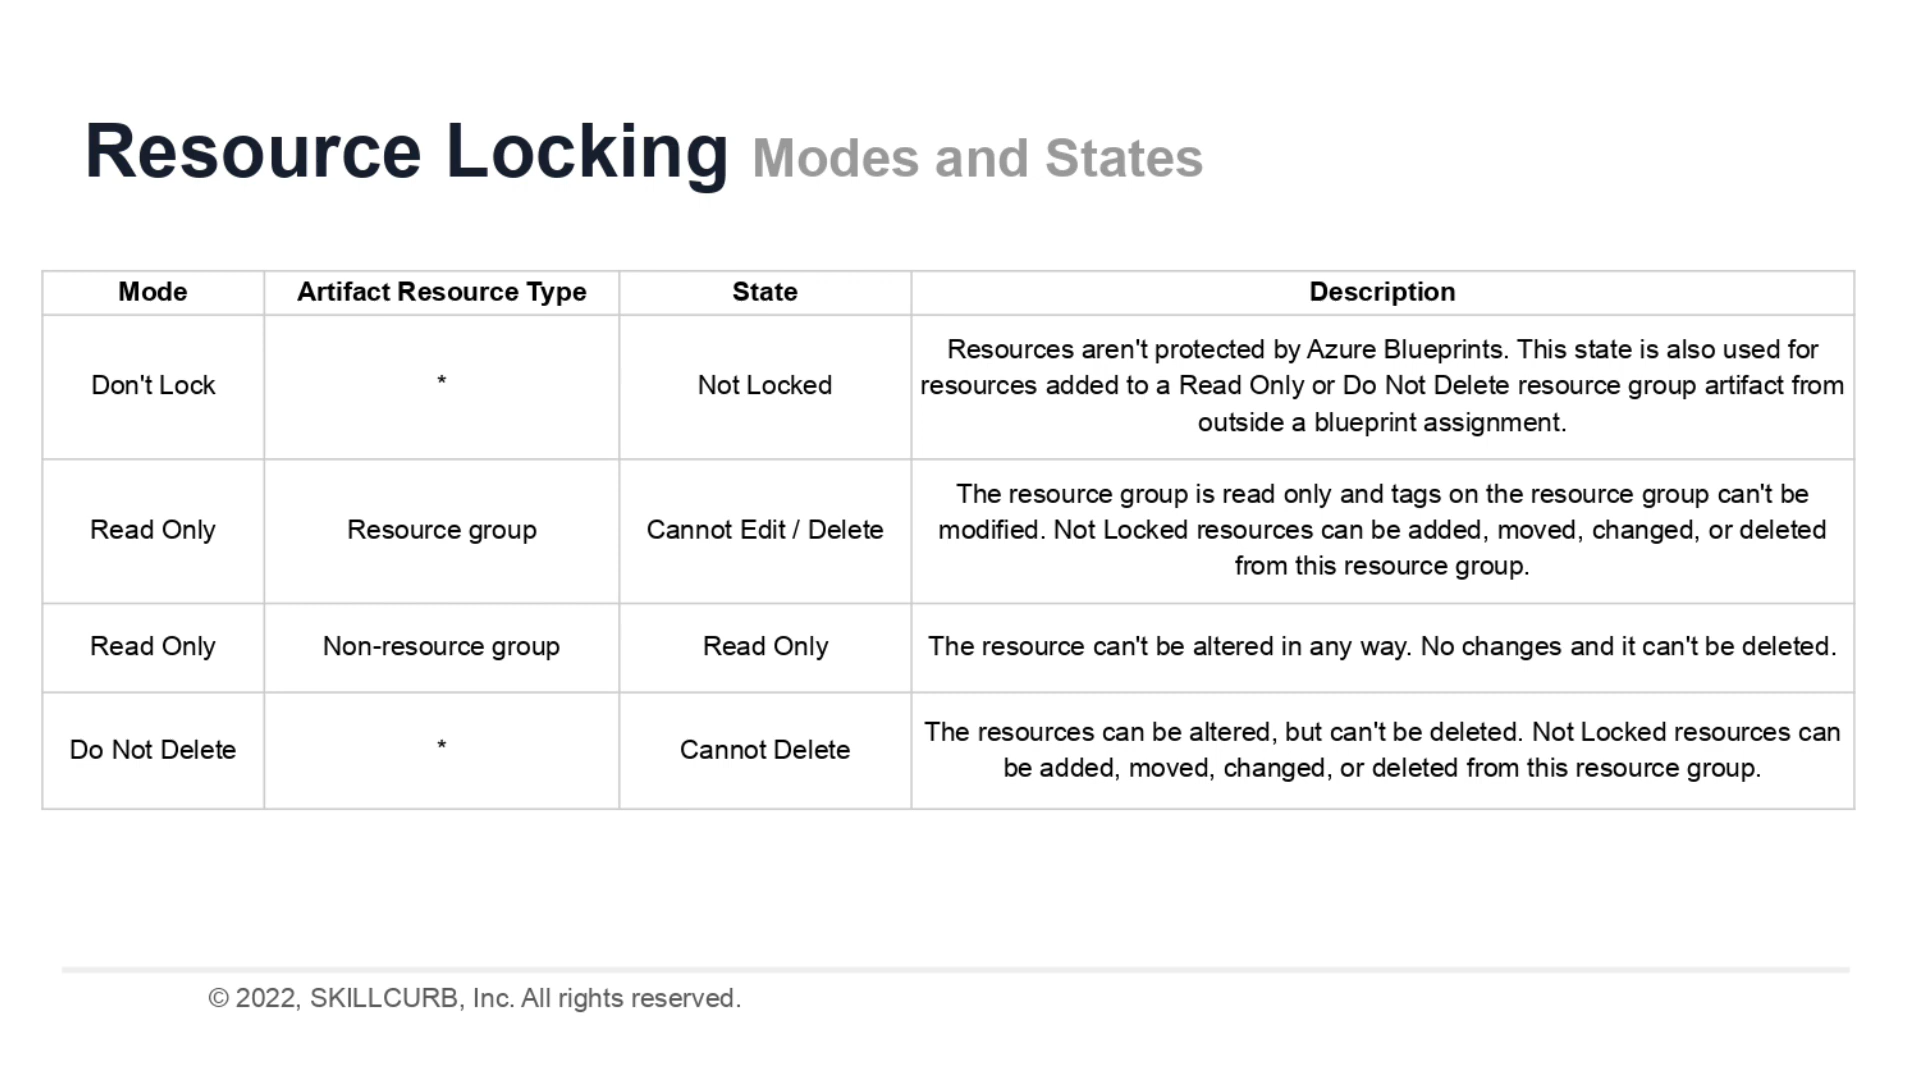 Resource Locking Modes and States
Mode
Artifact Resource Type
State
Description
Don't Lock
*
Not Locked
Resources aren't protected by Azure Blueprints. This state is also used for
resources added to a Read Only or Do Not Delete resource group artifact from
outside a blueprint assignment.
Read Only
Resource group
Cannot Edit / Delete
The resource group is read only and tags on the resource group can't be
modified. Not Locked resources can be added, moved, changed, or deleted
from this resource group.
Read Only
Non-resource group
Read Only
The resource can't be altered in any way. No changes and it can't be deleted.
Do Not Delete
*
Cannot Delete
The resources can be altered, but can't be deleted. Not Locked resources can
be added, moved, changed, or deleted from this resource group.
© 2022, SKILLCURB, Inc. All rights reserved.